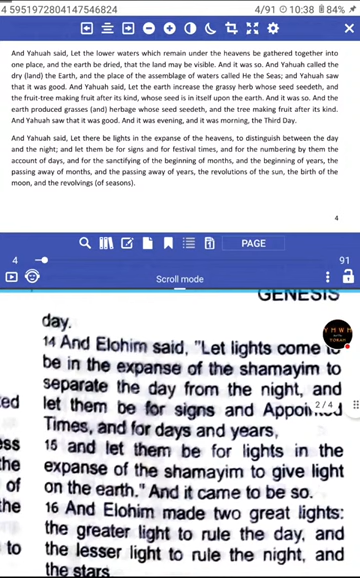 4 5951972804147546824
4/91 10:38 84%
And Yahuah said, Let the lower waters which remain under the heavens be gathered together into
one place, and the earth be dried, that the land may be visible. And it was so. And Yahuah called the
dry (land) the Earth, and the place of the assemblage of waters called He the Seas; and Yahuah saw
that it was good. And Yahuah said, Let the earth increase the grassy herb whose seed seedeth, and
the fruit-tree making fruit after its kind, whose seed is in itself upon the earth. And it was so. And the
earth produced grasses (and) herbage whose seed seedeth, and the tree making fruit after its kind.
And Yahuah saw that it was good. And it was evening, and it was morning, the Third Day.
And Yahuah said, Let there be lights in the expanse of the heavens, to distinguish between the day
and the night; and let them be for signs and for festival times, and for the numbering by them the
account of days, and for the sanctifying of the beginning of months, and the beginning of years, the
passing away of months, and the passing away of years, the revolutions of the sun, the birth of the
moon, and the revolvings (of seasons).
4
PAGE
4
91
Scroll mode
GENESIS
day.
14 And Elohim said, "Let lights come to
be in the expanse of the shamayim to
separate the day from the night, and
let them be for signs and Appointed
Times, and for days and years,
15 and let them be for lights in the
expanse of the shamayim to give light
on the earth." And it came to be so.
16 And Elohim made two great lights:
the greater light to rule the day, and
the lesser light to rule the night, and
the stars
ed
ess
the
of
the
to
YMWH
TORAH
2/4